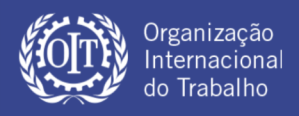 OIT
Organização
Internacional
do Trabalho